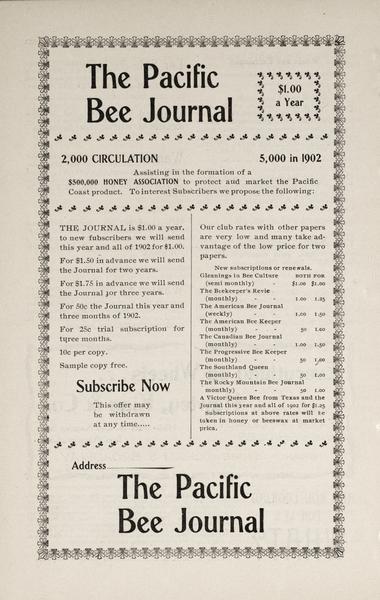 The Pacific
Bee Journal
$1.00
a Year
2,000 CIRCULATION 5,000 in 1902
Assisting in the formation of a
$500,000 HONEY ASSOCIATION to protect aud market the Pacific
Coast product. To interest Subscribers we propose the following:
THE JOURNAL is $1.00 a year,
to new fubscribers we will send
this year and all of 1902 for $1.00.
For $1.50 in advance we will send
the Journal for two years.
For $1.75 in advance we will send
the Journal for three years.
For 50c the Journal this year and
three months of 1902.
For 25c trial subscription for
three months.
10c per copy.
Sample copy free.
Subscribe Now
This offer may
be withdrawn
at any time.....
Our club rates with other papers
are very low and many take ad-
vantage of the low price for two
papers.
New subscriptions or renewals.
Gleanings in Bee Culture BOTH FOR
(semi monthly) - - $1.00 $1.00
The Beekeeper's Revie
(monthly) - - 1.00 1.25
The American Bee Journal
(weekly) - - 1.00 1.50
The American Bee Keeper
(monthly) - - 50 1.00
The Canadian Bee Journal
(monthly) - - 1.00 1.50
The Progressive Bee Keeper
(monthly) - - 50 1.00
The Southland Queen
(monthly) - - 50 1.00
The Rocky Mountain Bee Journal
monthly) - - 50 1.00
A Victor Queen Bee from Texas and the
Journal this year and all of 1902 for $1.25
Subscriptions at above rates will be
token in honey or beeswax at market
price.
Address
The Pacific
Bee Journal